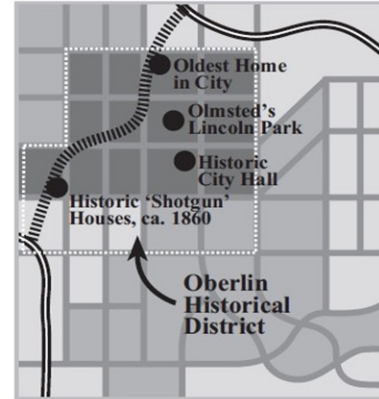 Oldest Home
in City
Olmsted's
Lincoln Park
Historic
City Hall
Historic 'Shotgun'
Houses, ca. 1860
Oberlin
Historical
District